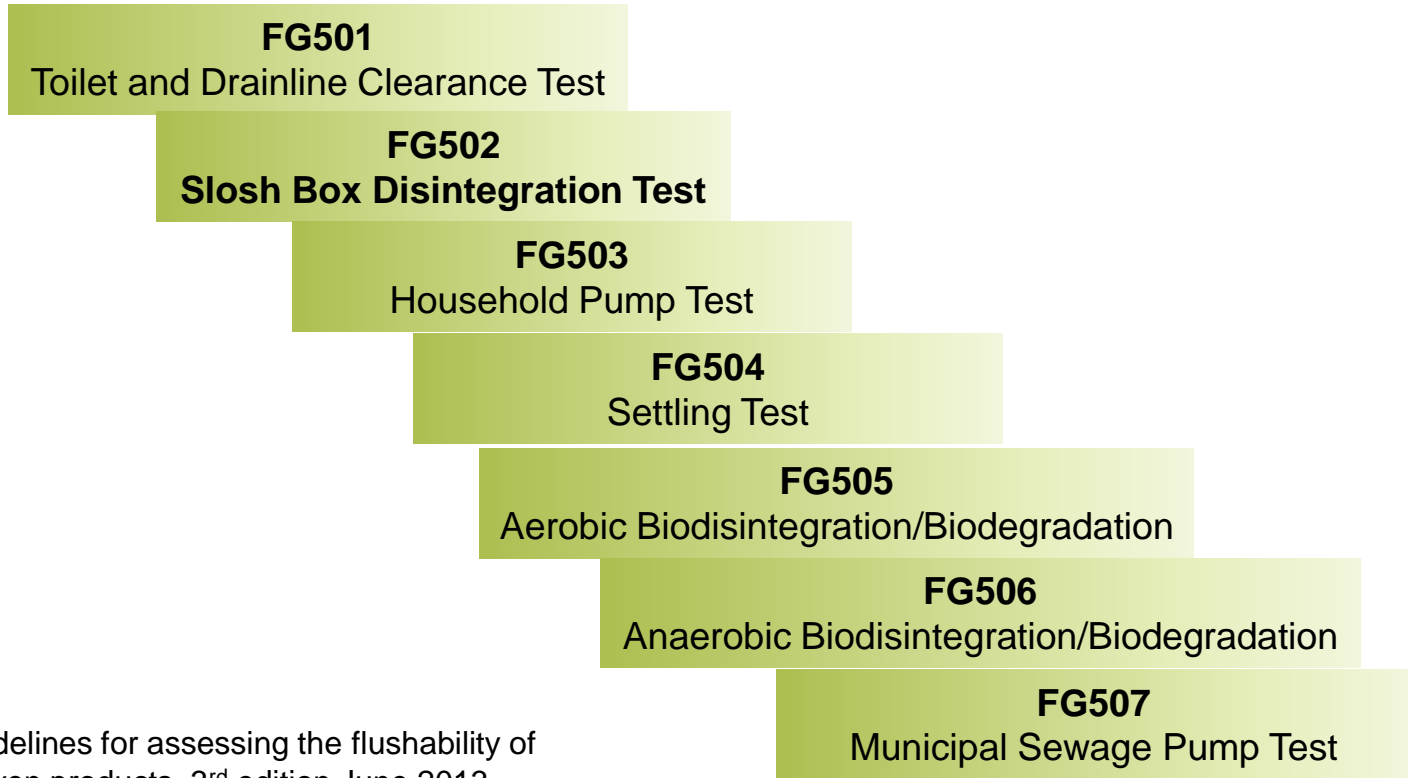 FG501
Toilet and Drainline Clearance Test
FG502
Slosh Box Disintegration Test
FG503
Household Pump Test
FG504
Settling Test
FG505
Aerobic Biodisintegration/Biodegradation
FG506
Anaerobic Biodisintegration/Biodegradation
FG507
Municipal Sewage Pump Test
delines for assessing the flushability of
products, 3rd edition June 2013